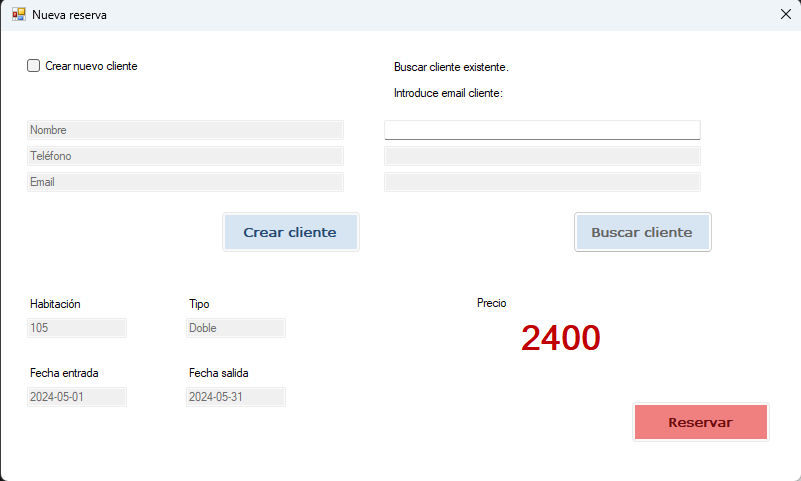 Nueva reserva
Crear nuevo cliente
Buscar cliente existente.
Introduce email cliente:
Nombre
Teléfono
Email
Crear cliente
Buscar cliente
Habitación
Tipo
Precio
105
Doble
2400
Fecha entrada
Fecha salida
2024-05-01
2024-05-31
Reservar